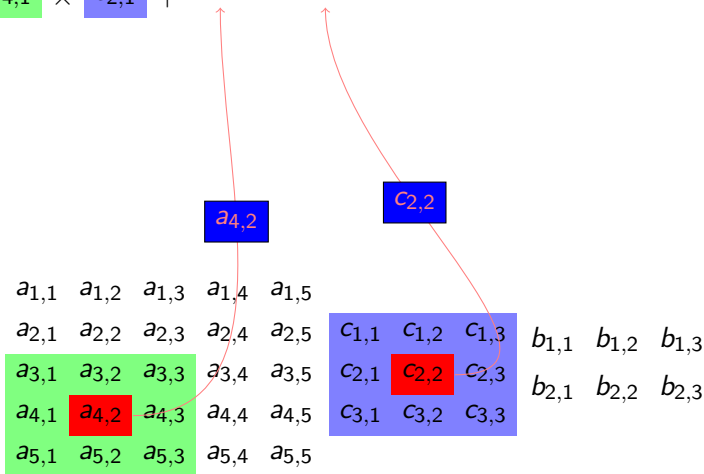 a4,1 × c2,1 +
a4,2
c2,2
a1,1 a1,2 a1,3 a1,4 a1,5
a2,1 a2,2 a2,3 a2,4 a2,5
a3,1 a3,2 a3,3 a3,4 a3,5
a4,1 a4,2 a4,3 a4,4 a4,5
a5,1 a5,2 a5,3 a5,4 a5,5
c1,1 c1,2 c1,3
c2,1 c2,2 c2,3
c3,1 c3,2 c3,3
b1,1 b1,2 b1,3
b2,1 b2,2 b2,3